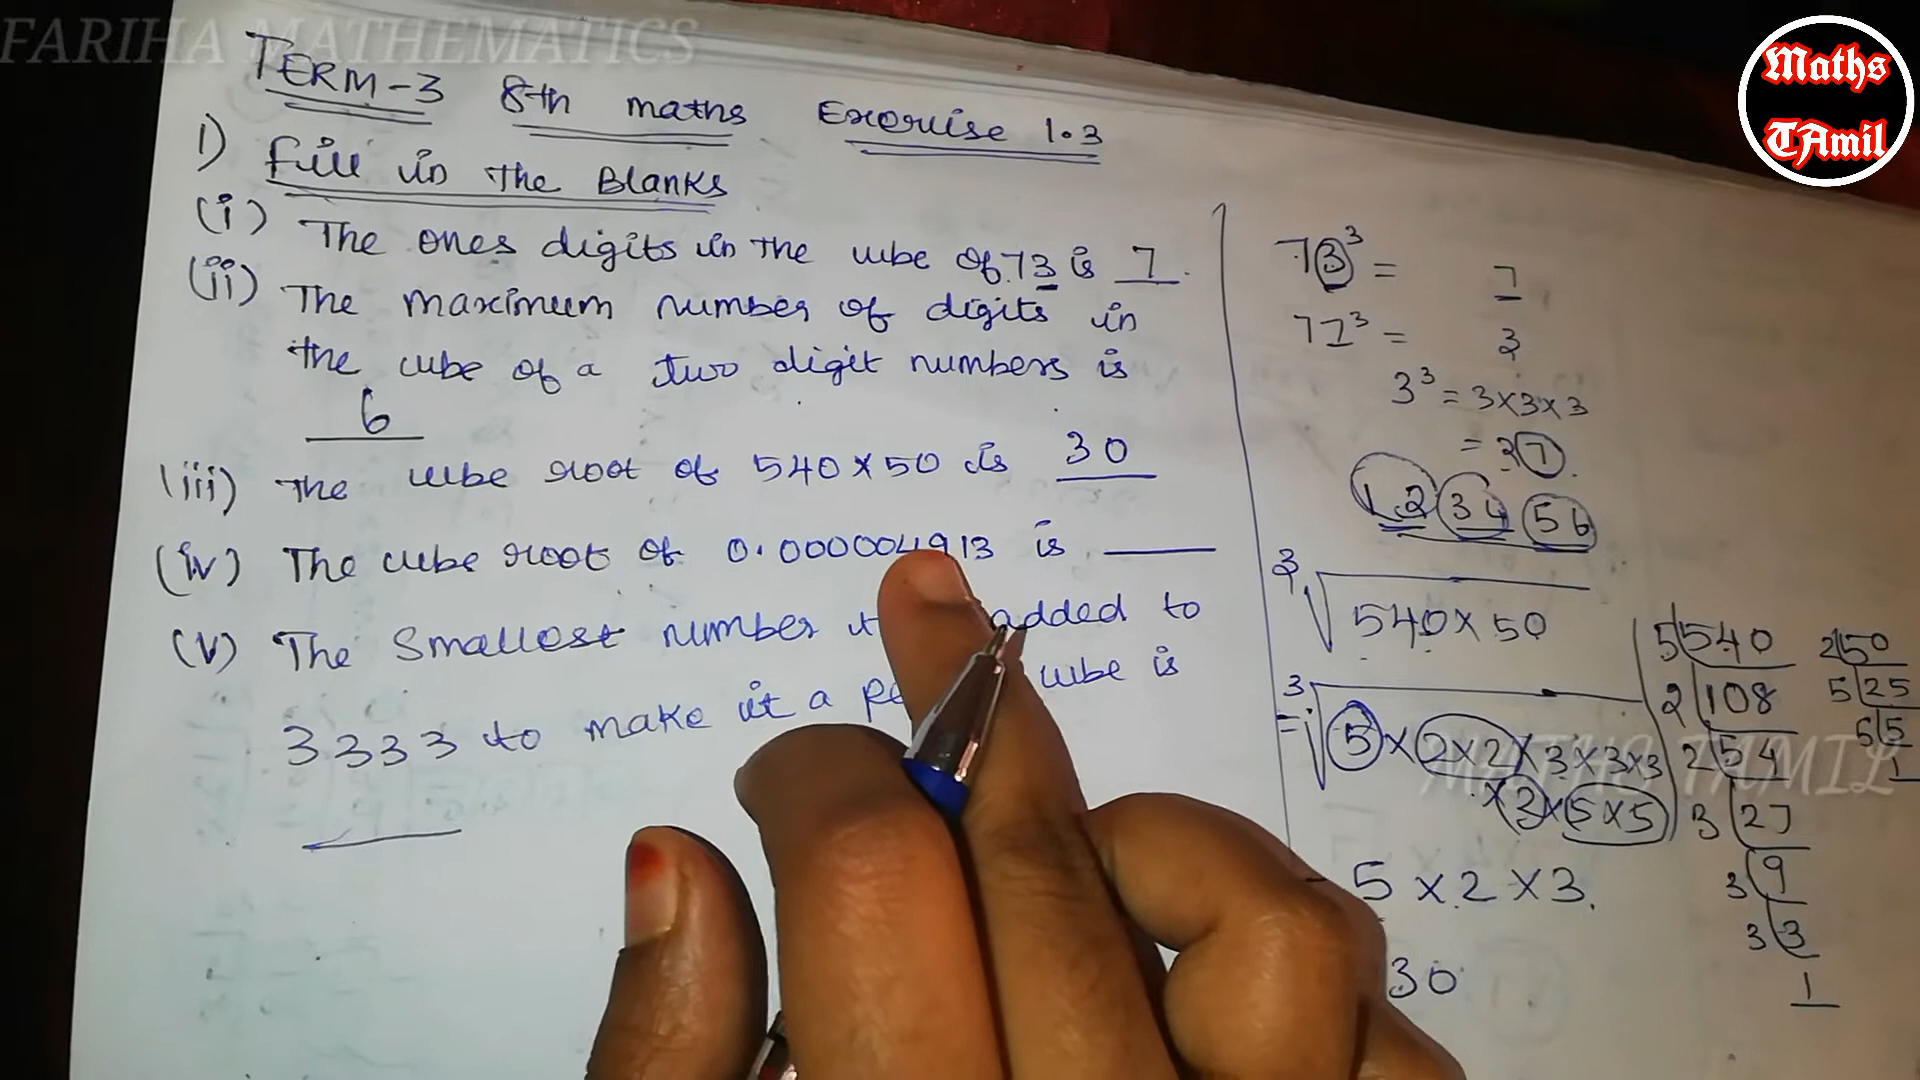 FARIHA MATHEMATICS
Maths
TAmil
TERM-3 8th maths Exercise 1.3
1) Fill in the Blanks
(i) The ones digits in the cube of 73 is 7.
(ii) The maximum number of digits in
the cube of a two digit numbers is
6
(iii) The cube root of 540×50 is 30
(iv) The cube root of 0.000004913 is
(v) The Smallest number added to
3333 to make it a cube is
73³ = 7
77³ = 3
3³ = 3×3×3
= 27
12 34 56
3√540×50
= 3√5×2×2×3×3×3
×2×5×5
5×2×3
30
5 540
2 108
2 54
3 27
3 9
3 3
1
2 50
5 25
5 5
1
MATHS TAMIL